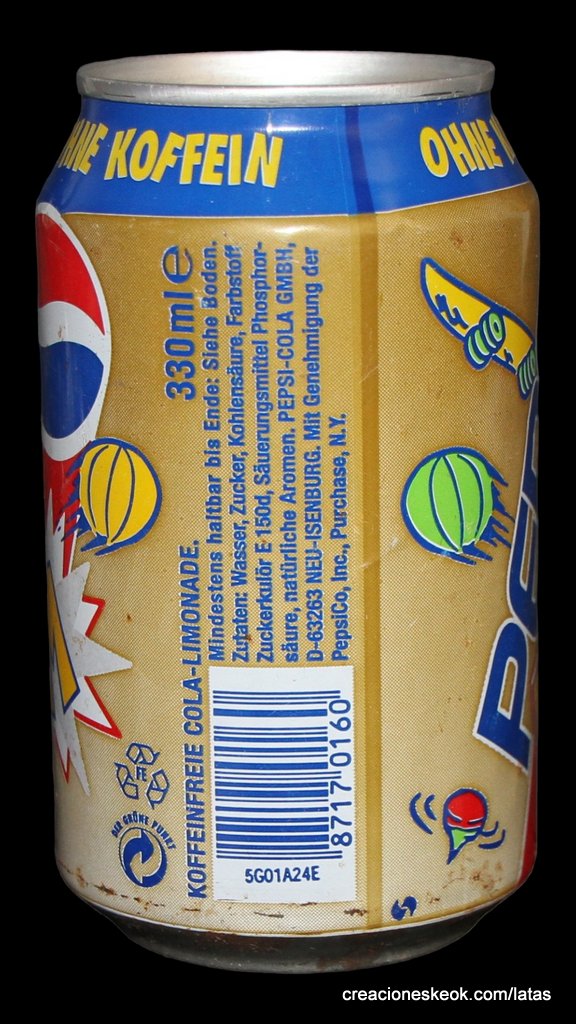 OHNE KOFFEIN
OHNE
330ml e
KOFFEINFREIE COLA-LIMONADE.
Mindestens haltbar bis Ende: Siehe Boden.
Zutaten: Wasser, Zucker, Kohlensäure, Farbstoff
Zuckerkulör E 150d, Säuerungsmittel Phosphor-
säure, natürliche Aromen. PEPSI-COLA GMBH,
D-63263 NEU-ISENBURG. Mit Genehmigung der
PepsiCo, Inc., Purchase, N.Y.
8717 0160
5G01A24E
DER GRÜNE PUNKT
FE
PEP
creacioneskeok.com/latas